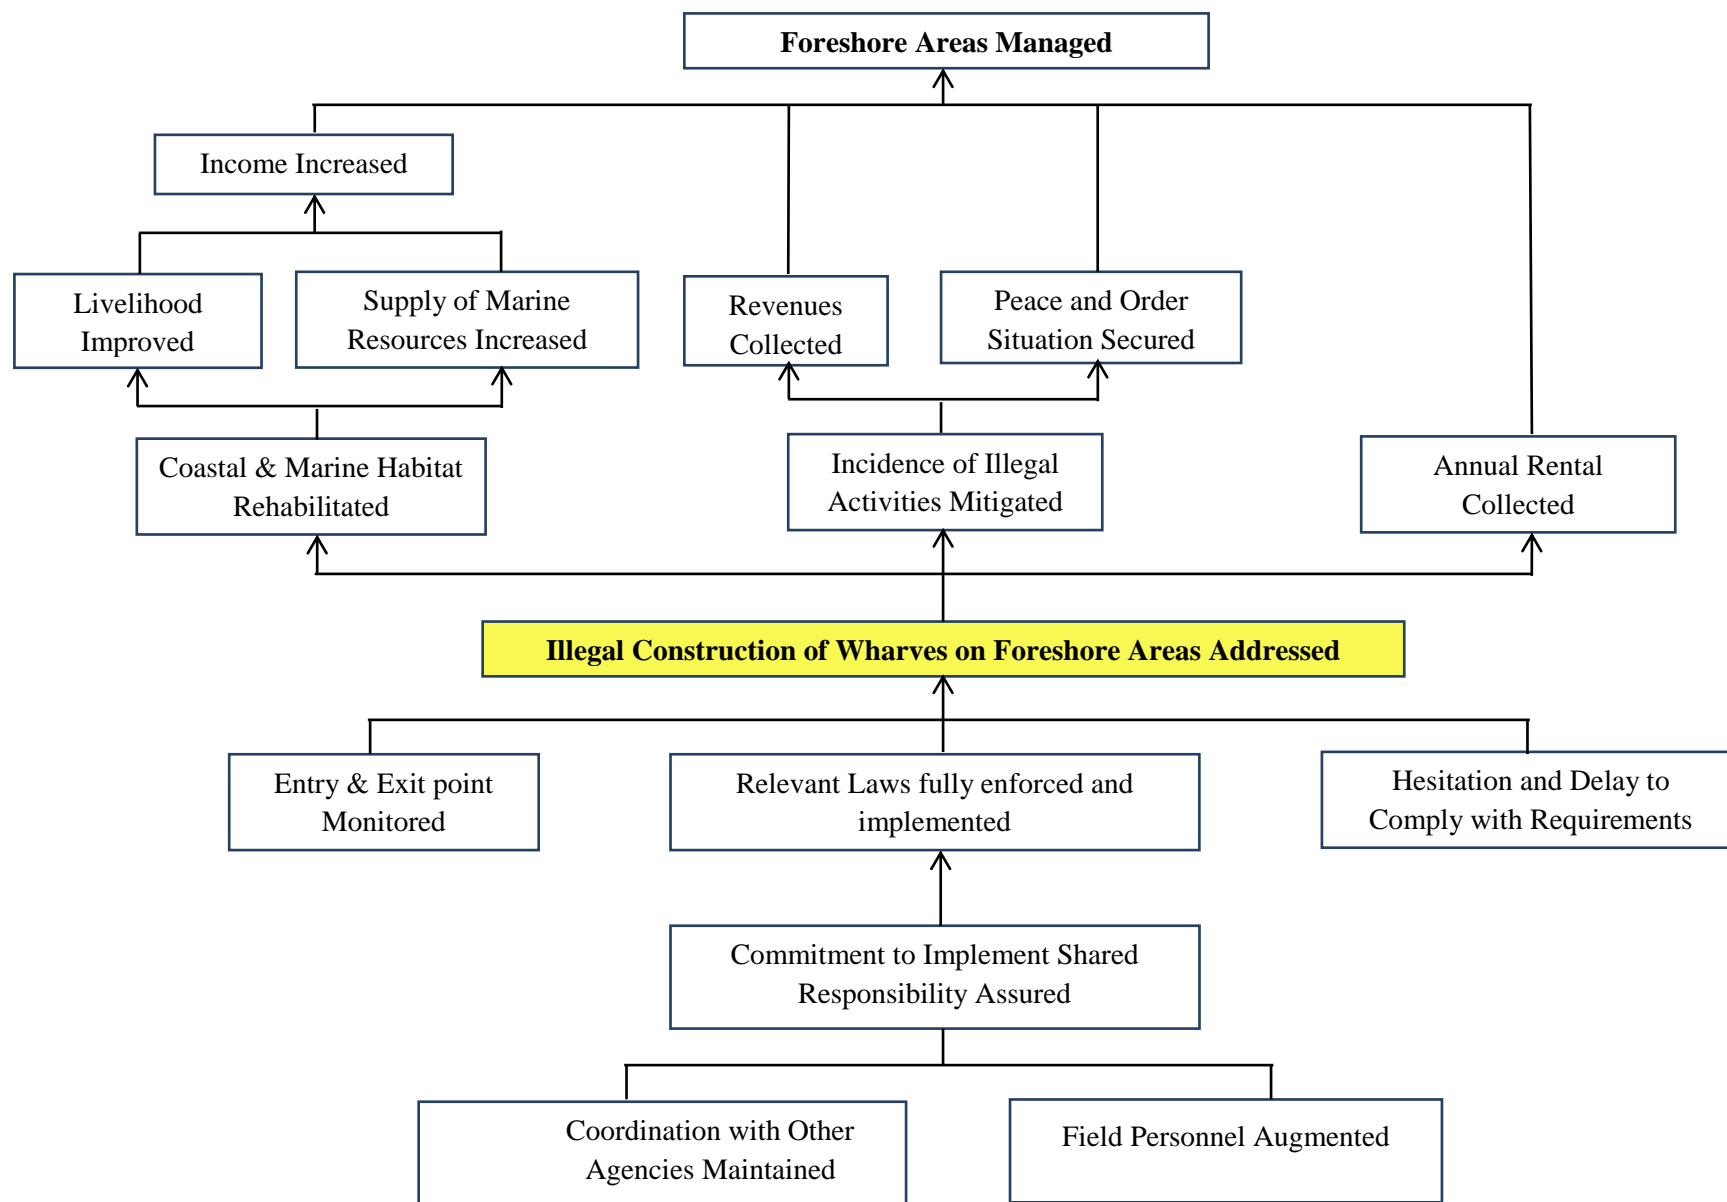 Foreshore Areas Managed
Income Increased
Livelihood
Improved
Supply of Marine
Resources Increased
Revenues
Collected
Peace and Order
Situation Secured
Coastal & Marine Habitat
Rehabilitated
Incidence of Illegal
Activities Mitigated
Annual Rental
Collected
Illegal Construction of Wharves on Foreshore Areas Addressed
Entry & Exit point
Monitored
Relevant Laws fully enforced and
implemented
Hesitation and Delay to
Comply with Requirements
Commitment to Implement Shared
Responsibility Assured
Coordination with Other
Agencies Maintained
Field Personnel Augmented